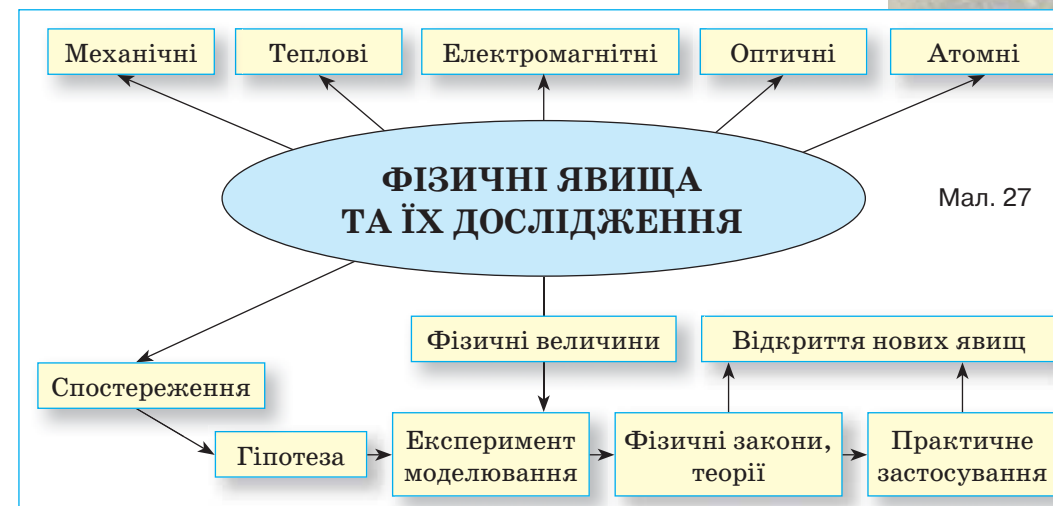 Механічні
Теплові
Електромагнітні
Оптичні
Атомні
ФІЗИЧНІ ЯВИЩА
ТА ЇХ ДОСЛІДЖЕННЯ
Мал. 27
Фізичні величини
Відкриття нових явищ
Спостереження
Гіпотеза
Експеримент
моделювання
Фізичні закони,
теорії
Практичне
застосування